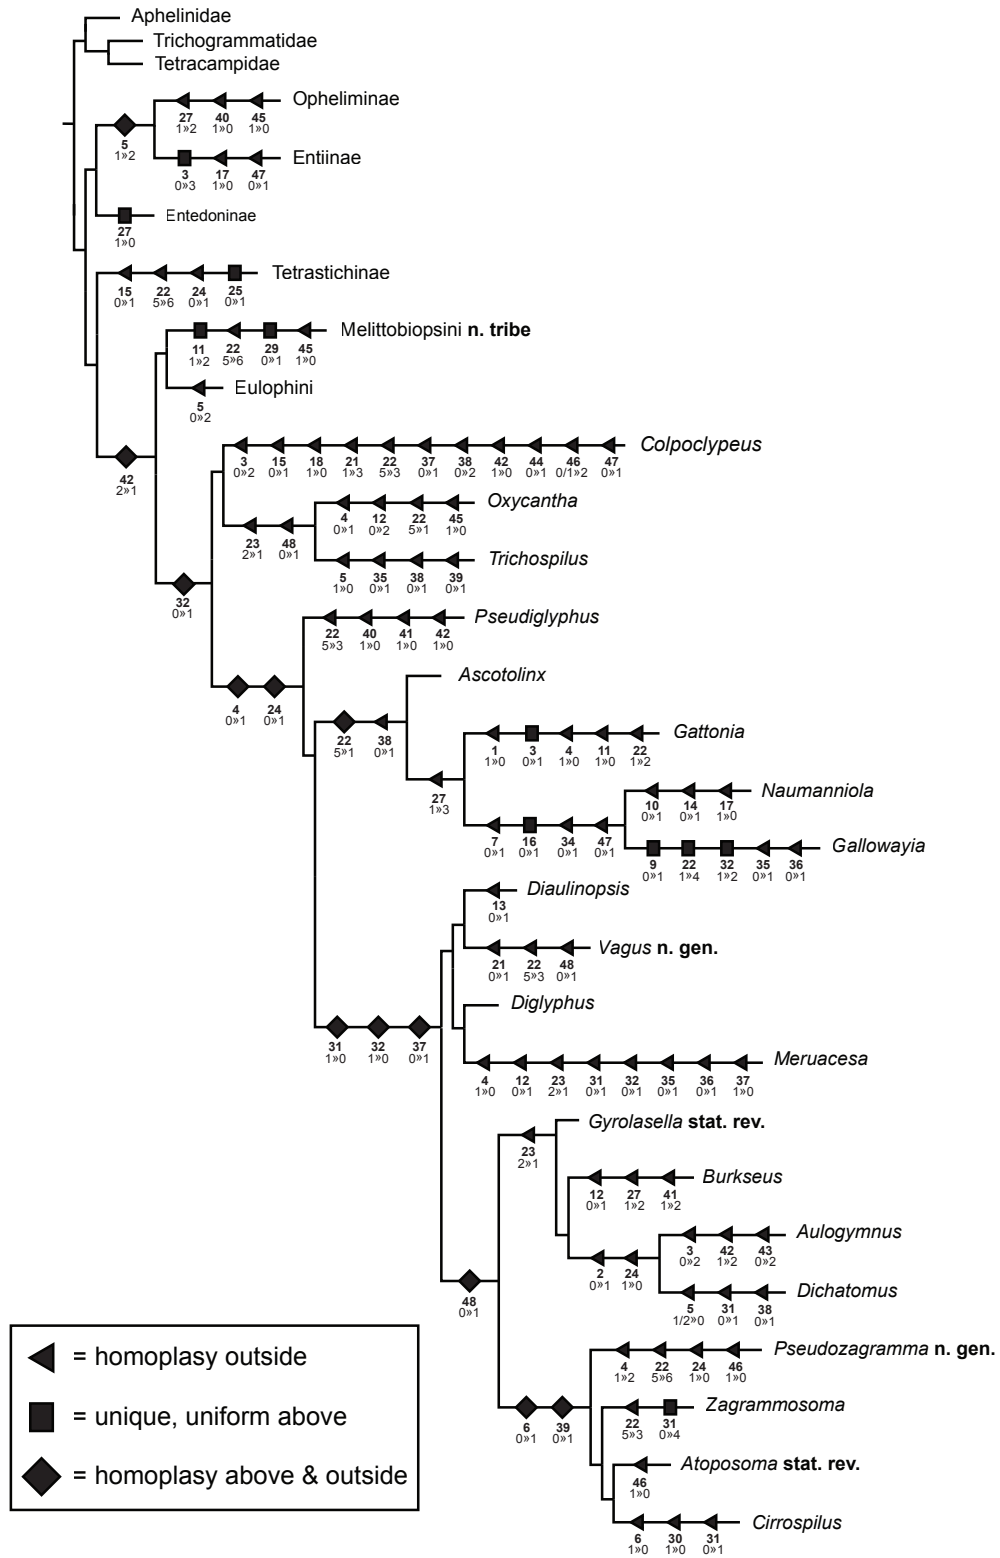 Aphelinidae
Trichogrammatidae
Tetracampidae
Opheliminae
27 40 45
1»2 1»0 1»0
5
1»2
Entiinae
3 17 47
0»3 1»0 0»1
Entedoninae
27
1»0
Tetrastichinae
15 22 24 25
0»1 5»6 0»1 0»1
Melittobiopsini n. tribe
11 22 29 45
1»2 5»6 0»1 1»0
Eulophini
5
0»2
Colpoclypeus
3 15 18 21 22 37 38 42 44 46 47
0»2 0»1 1»0 1»3 5»3 0»1 0»2 1»0 0»1 0/1»2 0»1
42
2»1
Oxycantha
4 12 22 45
0»1 0»2 5»1 1»0
23 48
2»1 0»1
Trichospilus
5 35 38 39
1»0 0»1 0»1 0»1
32
0»1
Pseudiglyphus
22 40 41 42
5»3 1»0 1»0 1»0
Ascotolinx
4 24
0»1 0»1
22 38
5»1 0»1
Gattonia
1 3 4 11 22
1»0 0»1 1»0 1»0 1»2
27
1»3
Naumanniola
10 14 17
0»1 0»1 1»0
7 16 34 47
0»1 0»1 0»1 0»1
Gallowayia
9 22 32 35 36
0»1 1»4 1»2 0»1 0»1
Diaulinopsis
13
0»1
Vagus n. gen.
21 22 48
0»1 5»3 0»1
Diglyphus
31 32 37
1»0 1»0 0»1
Meruacesa
4 12 23 31 32 35 36 37
1»0 0»1 2»1 0»1 0»1 0»1 0»1 1»0
Gyrolasella stat. rev.
23
2»1
Burkseus
12 27 41
0»1 1»2 1»2
Aulogymnus
3 42 43
0»2 1»2 0»2
2 24
0»1 1»0
Dichatomus
5 31 38
1/2»0 0»1 0»1
48
0»1
Pseudozagramma n. gen.
4 22 24 46
1»2 5»6 1»0 1»0
Zagrammosoma
22 31
5»3 0»4
6 39
0»1 0»1
Atoposoma stat. rev.
46
1»0
Cirrospilus
6 30 31
1»0 1»0 0»1
= homoplasy outside
= unique, uniform above
= homoplasy above & outside